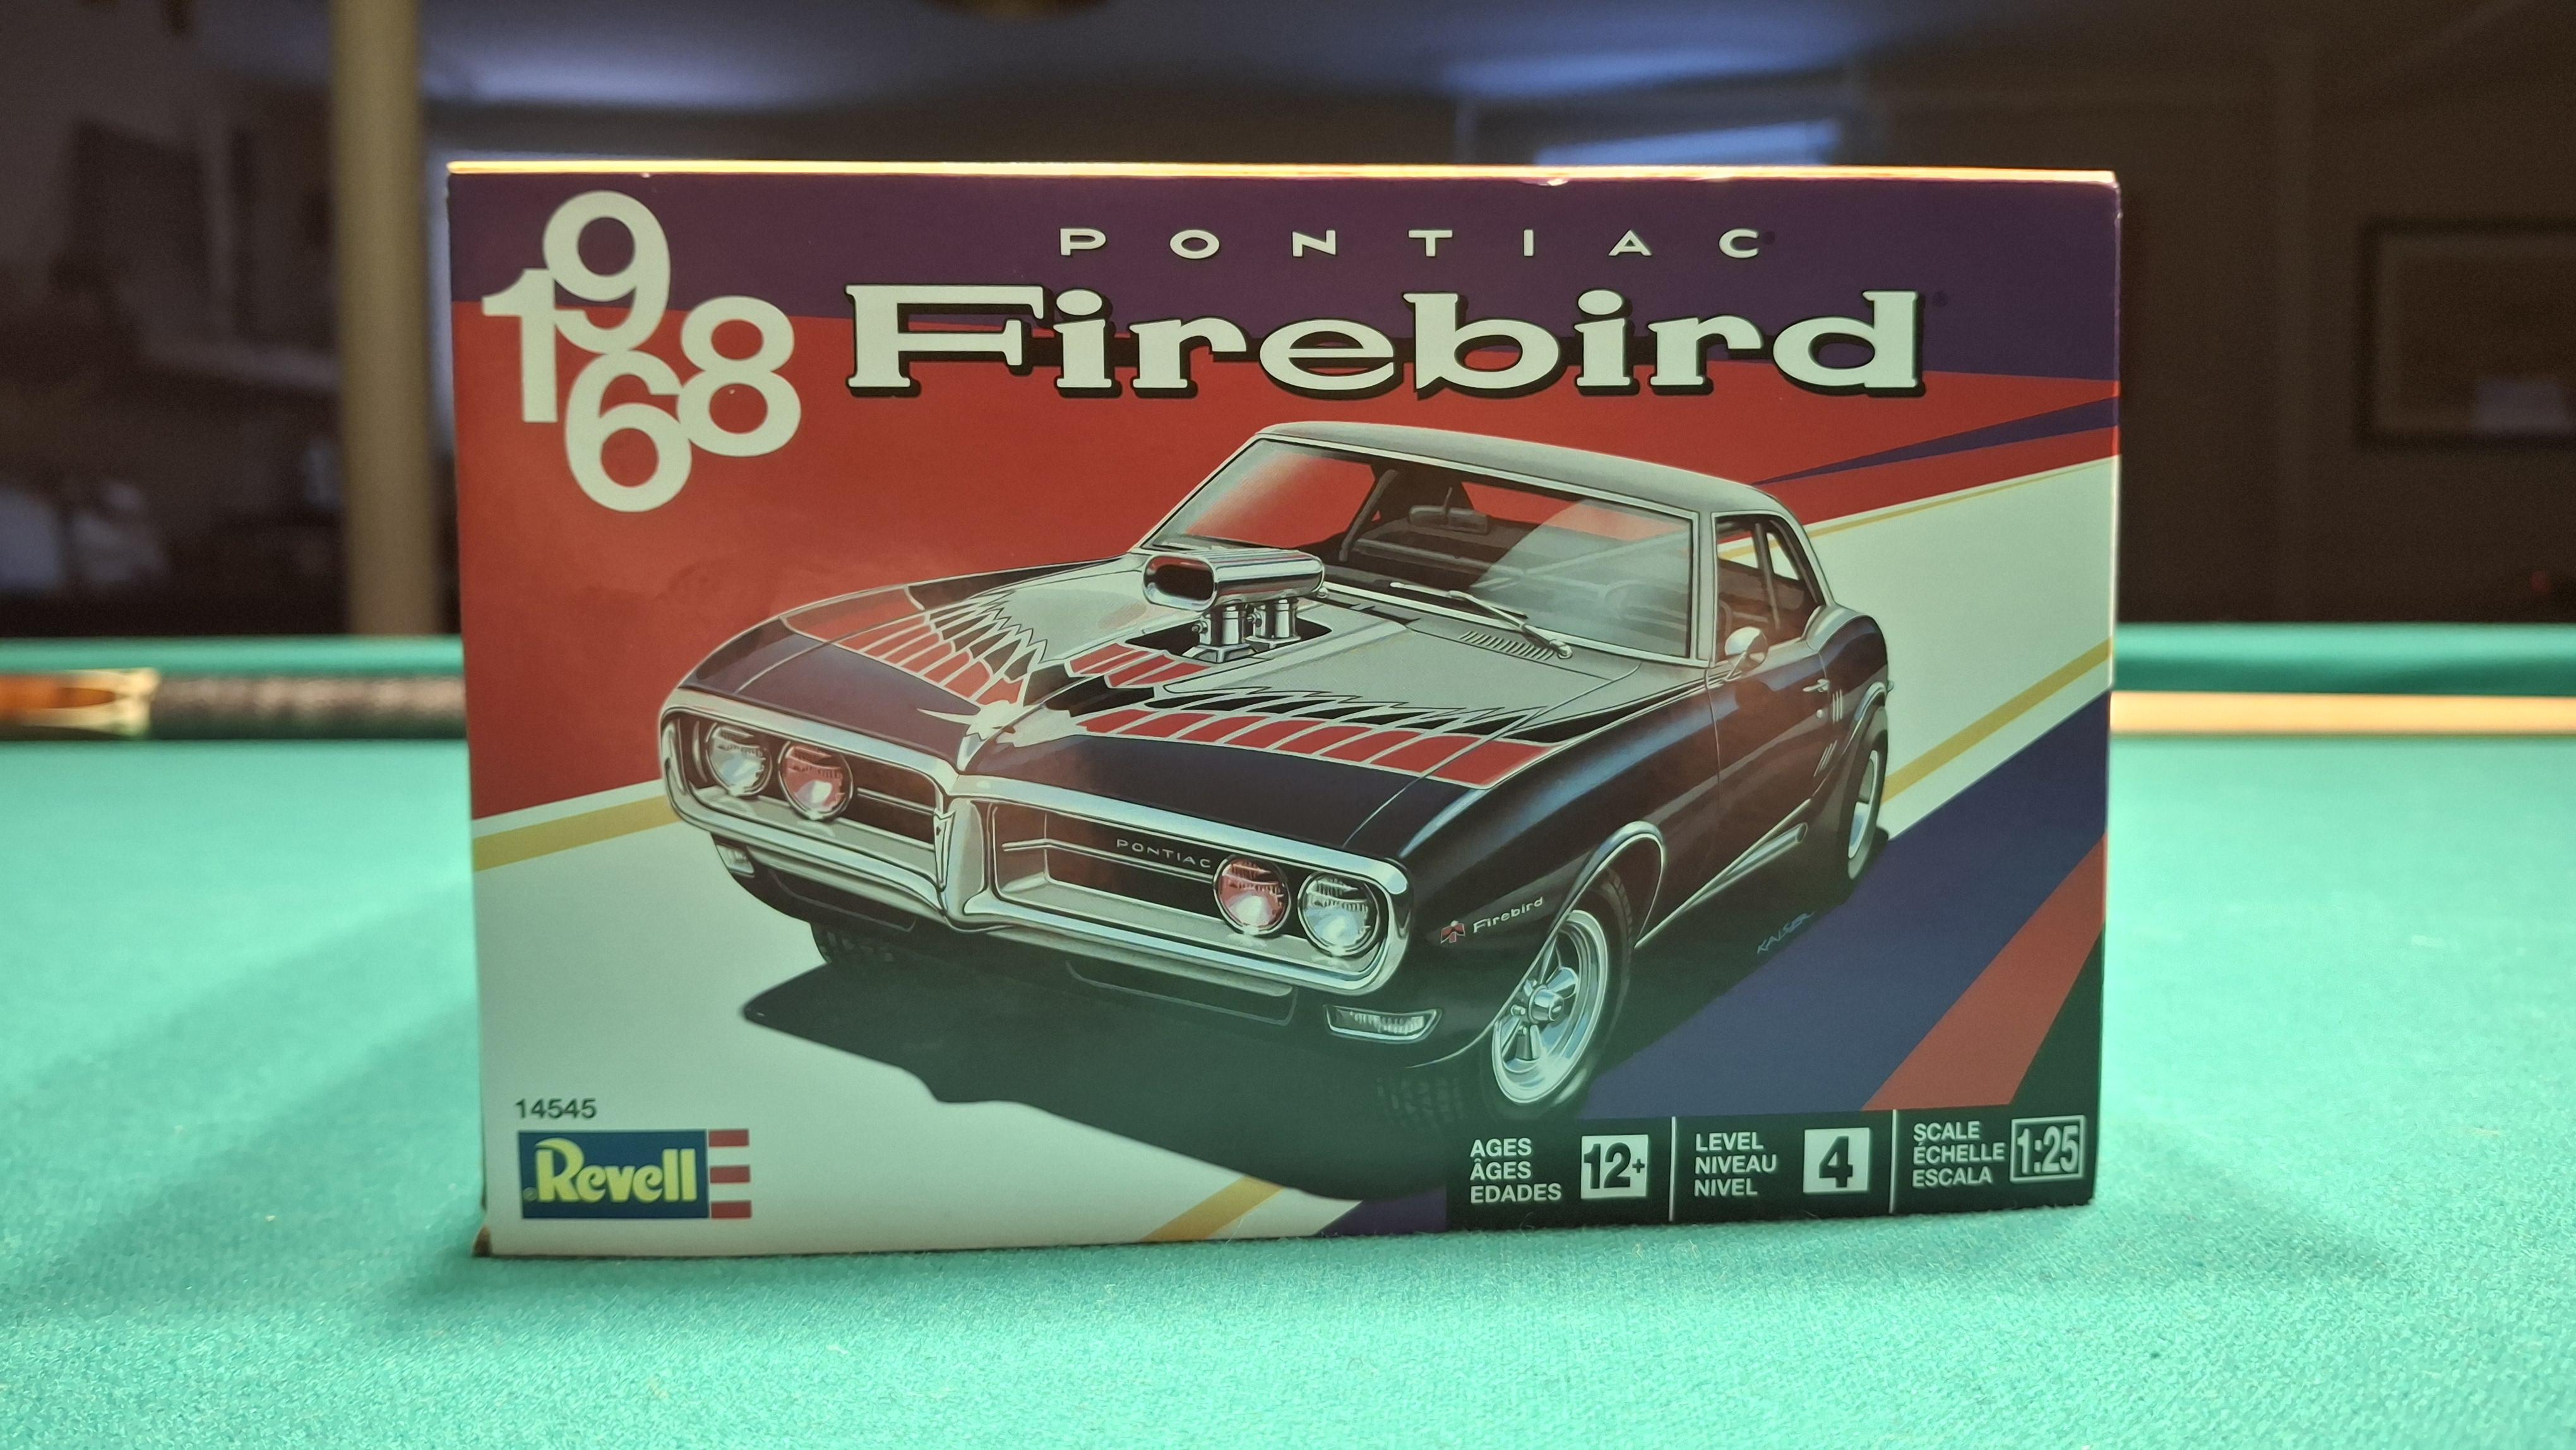 1968
PONTIAC
Firebird
PONTIAC
Firebird
KAISER
14545
Revell
AGES
ÂGES
EDADES
12+
LEVEL
NIVEAU
NIVEL
4
SCALE
ÉCHELLE
ESCALA
1:25